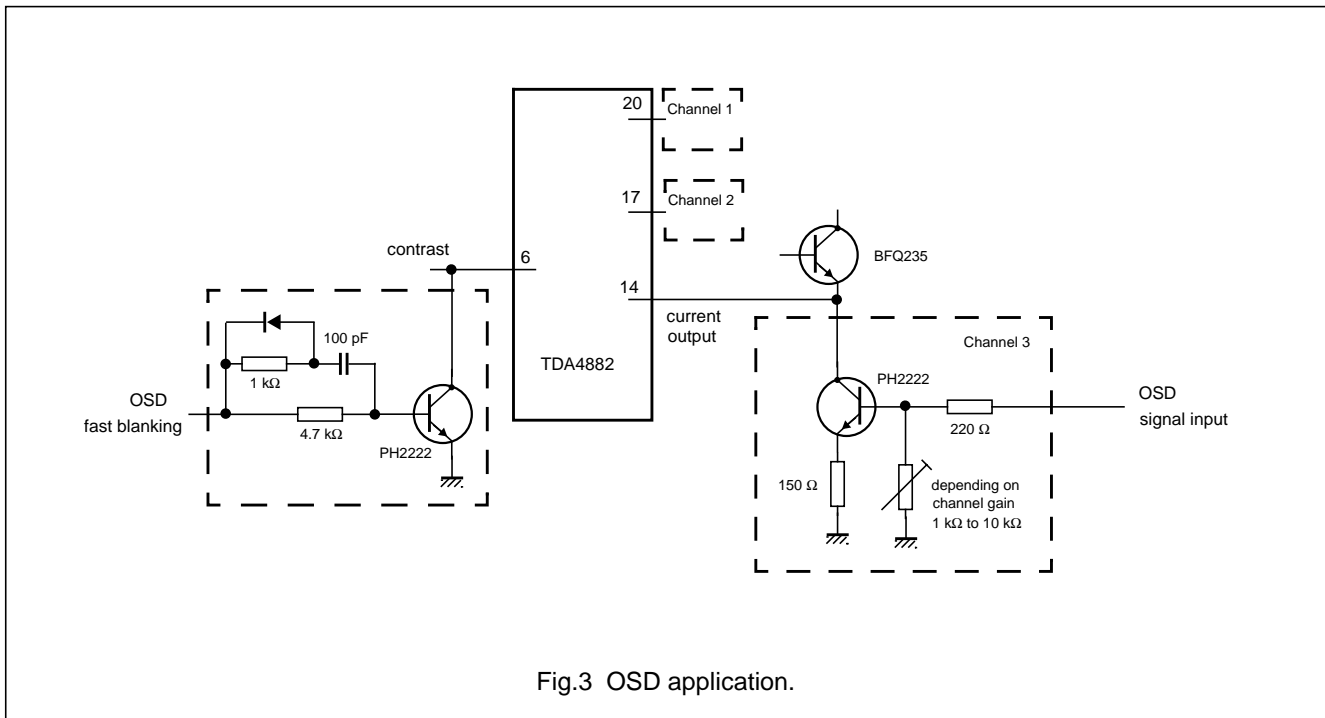 20
Channel 1
17
Channel 2
contrast
6
BFQ235
14
current
output
Channel 3
100 pF
TDA4882
1 kΩ
PH2222
OSD
fast blanking
OSD
signal input
4.7 kΩ
220 Ω
PH2222
150 Ω
depending on
channel gain
1 kΩ to 10 kΩ
Fig.3 OSD application.